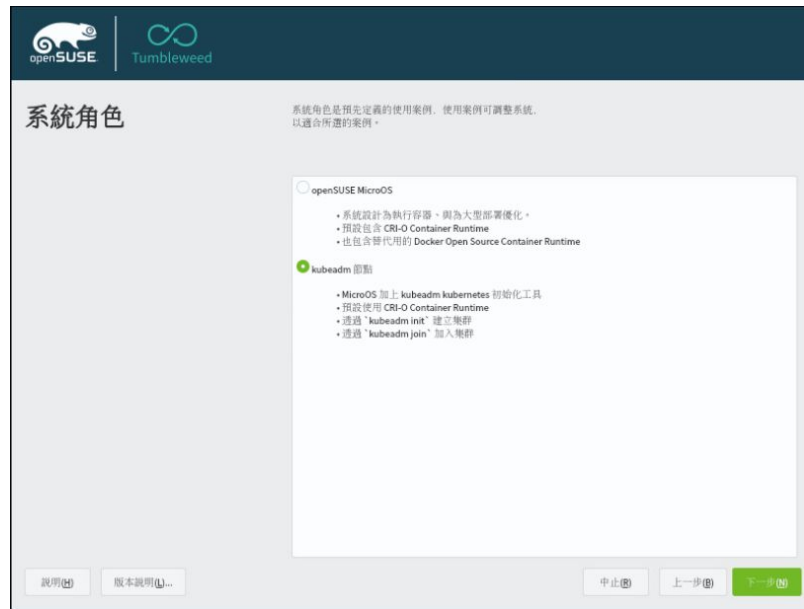 openSUSE
Tumbleweed
系統角色
系統角色是預先定義的使用案例，使用案例可調整系統，
以適合所選的案例。
openSUSE MicroOS
• 系統設計為執行容器、與為大型部署優化。
• 預設包含 CRI-O Container Runtime
• 也包含替代用的 Docker Open Source Container Runtime
kubeadm 節點
• MicroOS 加上 kubeadm kubernetes 初始化工具
• 預設使用 CRI-O Container Runtime
• 透過 `kubeadm init` 建立集群
• 透過 `kubeadm join` 加入集群
說明(H) 版本說明(L)... 中止(R) 上一步(B) 下一步(N)